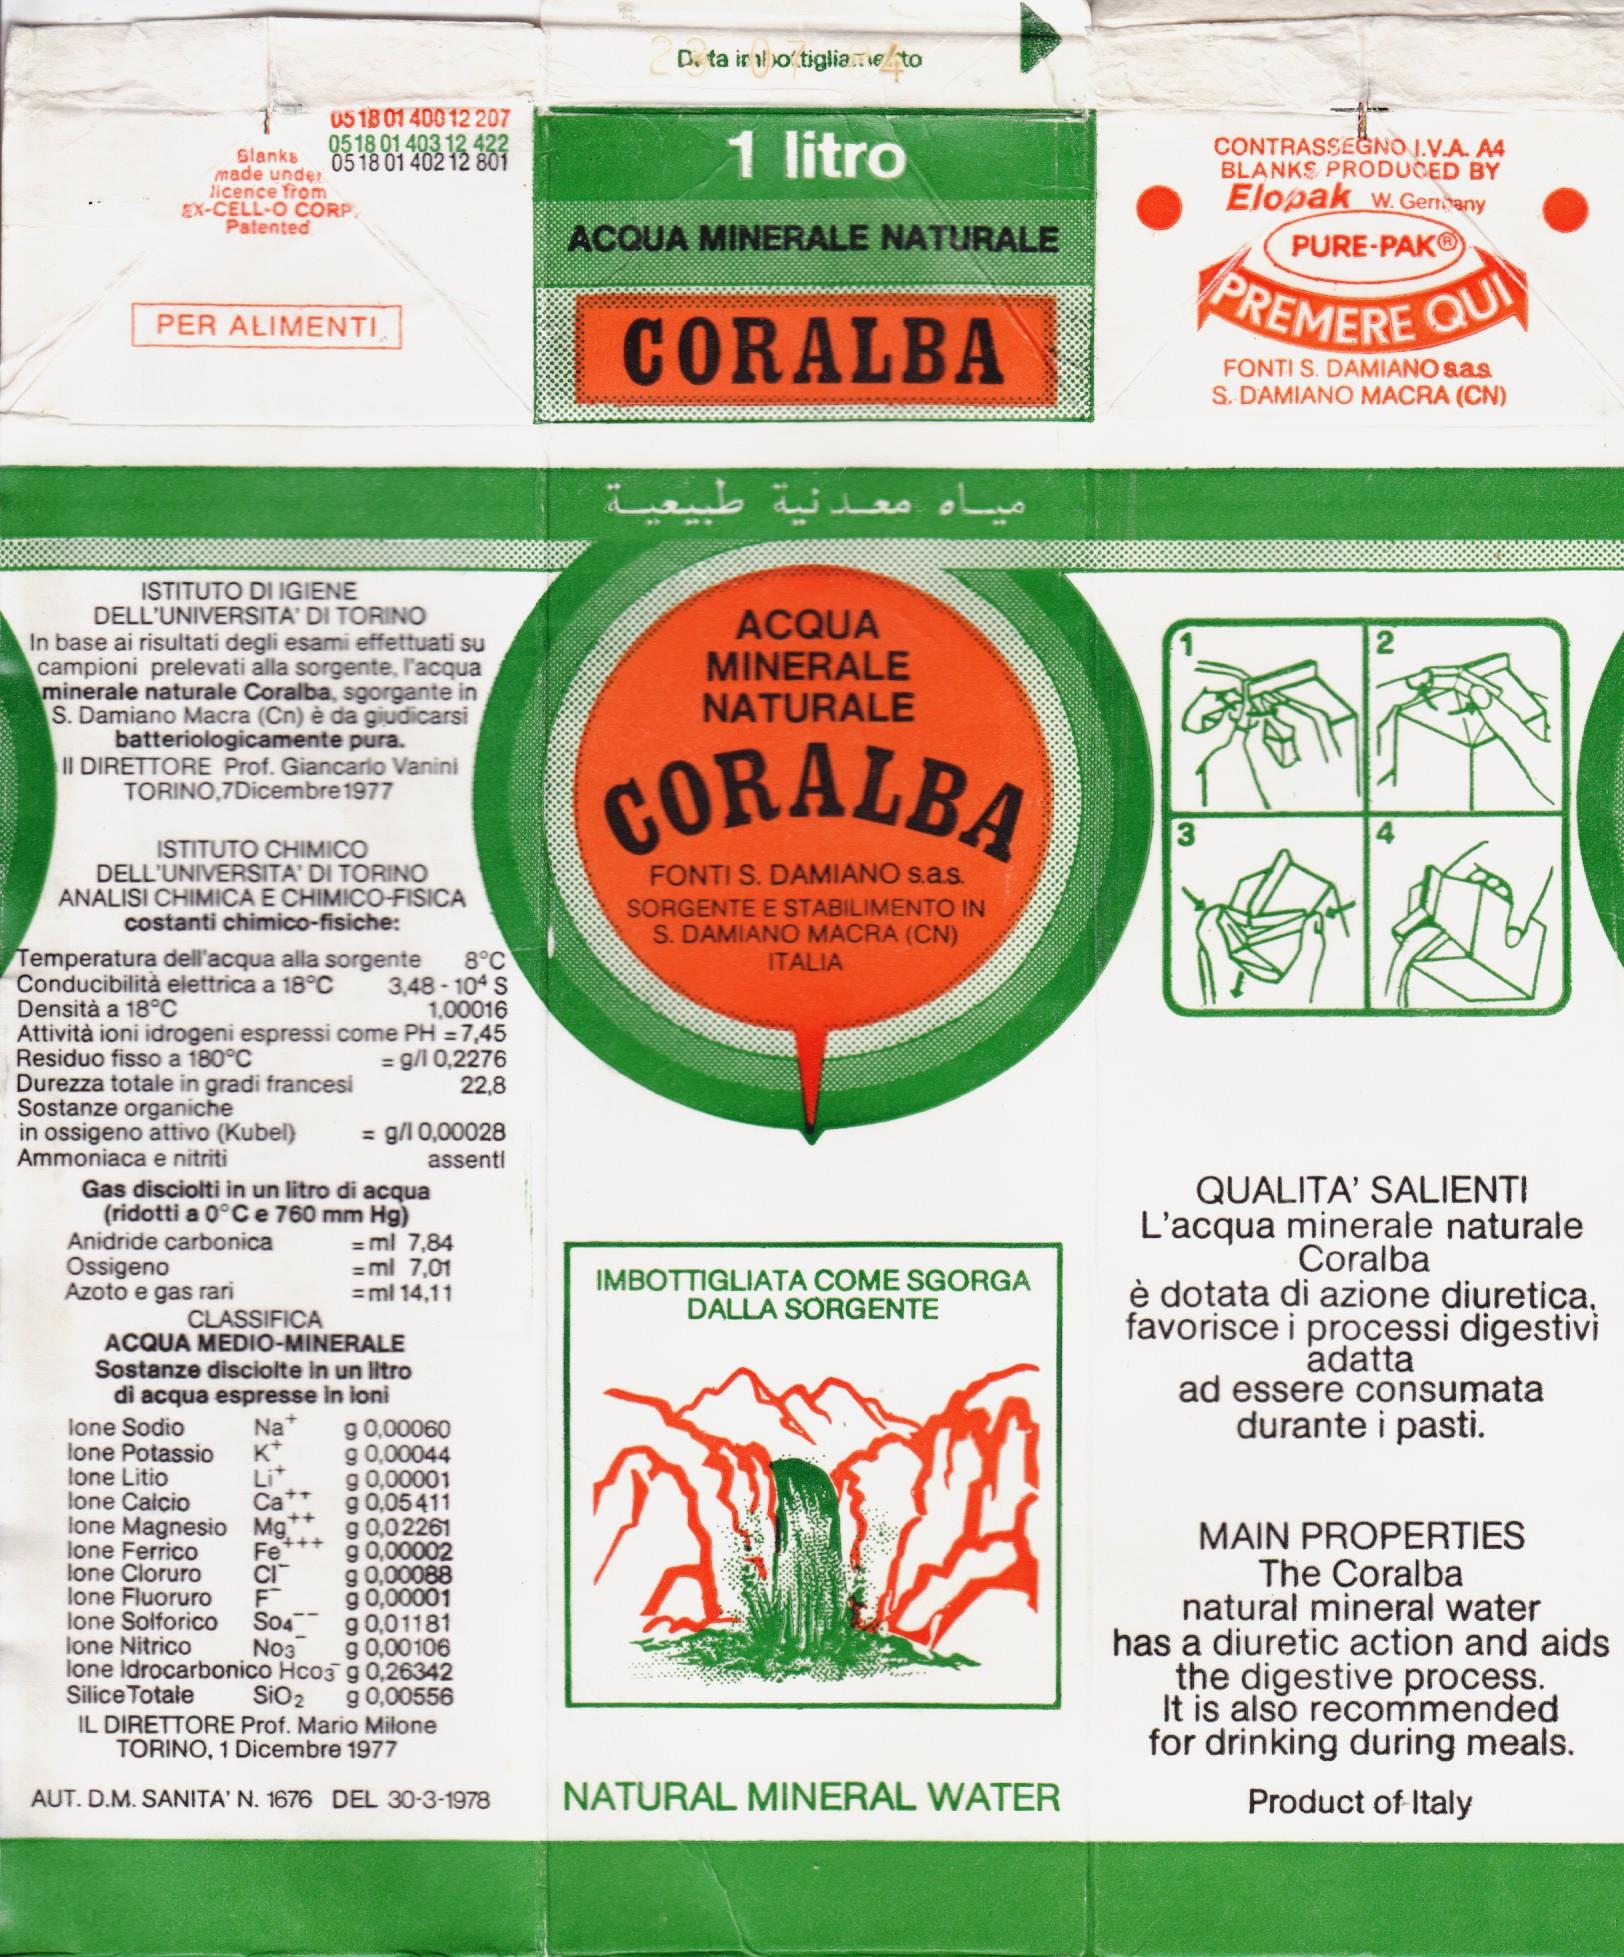 Data imbottigliamento
05 18 01 400 12 207
05 18 01 403 12 422
05 18 01 402 12 801
Blanks
made under
licence from
EX-CELL-O CORP.
Patented
PER ALIMENTI
1 litro
ACQUA MINERALE NATURALE
CORALBA
CONTRASSEGNO I.V.A. A4
BLANKS PRODUCED BY
Elopak W. Germany
PURE-PAK®
PREMERE QUI
FONTI S. DAMIANO s.a.s.
S. DAMIANO MACRA (CN)
مياه معدنية طبيعية
ISTITUTO DI IGIENE
DELL'UNIVERSITA' DI TORINO
In base ai risultati degli esami effettuati su
campioni prelevati alla sorgente, l'acqua
minerale naturale Coralba, sgorgante in
S. Damiano Macra (Cn) è da giudicarsi
batteriologicamente pura.
Il DIRETTORE Prof. Giancarlo Vanini
TORINO, 7 Dicembre 1977
ISTITUTO CHIMICO
DELL'UNIVERSITA' DI TORINO
ANALISI CHIMICA E CHIMICO-FISICA
costanti chimico-fisiche:
Temperatura dell'acqua alla sorgente 8°C
Conducibilità elettrica a 18°C 3,48 - 10⁴ S
Densità a 18°C 1,00016
Attività ioni idrogeni espressi come PH = 7,45
Residuo fisso a 180°C = g/l 0,2276
Durezza totale in gradi francesi 22,8
Sostanze organiche
in ossigeno attivo (Kubel) = g/l 0,00028
Ammoniaca e nitriti assenti
Gas disciolti in un litro di acqua
(ridotti a 0°C e 760 mm Hg)
Anidride carbonica = ml 7,84
Ossigeno = ml 7,01
Azoto e gas rari = ml 14,11
CLASSIFICA
ACQUA MEDIO-MINERALE
Sostanze disciolte in un litro
di acqua espresse in ioni
Ione Sodio Na⁺ g 0,00060
Ione Potassio K⁺ g 0,00044
Ione Litio Li⁺ g 0,00001
Ione Calcio Ca⁺⁺ g 0,05411
Ione Magnesio Mg⁺⁺ g 0,02261
Ione Ferrico Fe⁺⁺⁺ g 0,00002
Ione Cloruro Cl⁻ g 0,00088
Ione Fluoruro F⁻ g 0,00001
Ione Solforico So₄⁻⁻ g 0,01181
Ione Nitrico No₃⁻ g 0,00106
Ione Idrocarbonico Hco₃⁻ g 0,26342
Silice Totale SiO₂ g 0,00556
IL DIRETTORE Prof. Mario Milone
TORINO, 1 Dicembre 1977
AUT. D.M. SANITA' N. 1676 DEL 30-3-1978
ACQUA
MINERALE
NATURALE
CORALBA
FONTI S. DAMIANO s.a.s.
SORGENTE E STABILIMENTO IN
S. DAMIANO MACRA (CN)
ITALIA
IMBOTTIGLIATA COME SGORGA
DALLA SORGENTE
NATURAL MINERAL WATER
1
2
3
4
QUALITA' SALIENTI
L'acqua minerale naturale
Coralba
è dotata di azione diuretica,
favorisce i processi digestivi
adatta
ad essere consumata
durante i pasti.
MAIN PROPERTIES
The Coralba
natural mineral water
has a diuretic action and aids
the digestive process.
It is also recommended
for drinking during meals.
Product of Italy